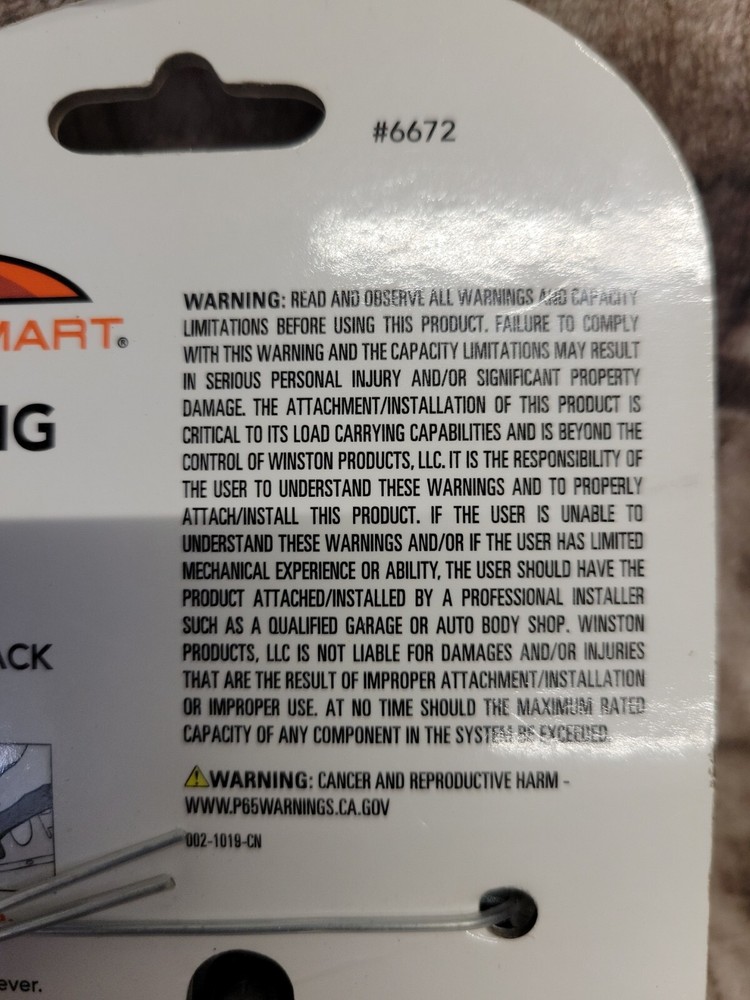 #6672
MART®
NG
ACK
ever.
WARNING: READ AND OBSERVE ALL WARNINGS AND CAPACITY
LIMITATIONS BEFORE USING THIS PRODUCT. FAILURE TO COMPLY
WITH THIS WARNING AND THE CAPACITY LIMITATIONS MAY RESULT
IN SERIOUS PERSONAL INJURY AND/OR SIGNIFICANT PROPERTY
DAMAGE. THE ATTACHMENT/INSTALLATION OF THIS PRODUCT IS
CRITICAL TO ITS LOAD CARRYING CAPABILITIES AND IS BEYOND THE
CONTROL OF WINSTON PRODUCTS, LLC. IT IS THE RESPONSIBILITY OF
THE USER TO UNDERSTAND THESE WARNINGS AND TO PROPERLY
ATTACH/INSTALL THIS PRODUCT. IF THE USER IS UNABLE TO
UNDERSTAND THESE WARNINGS AND/OR IF THE USER HAS LIMITED
MECHANICAL EXPERIENCE OR ABILITY, THE USER SHOULD HAVE THE
PRODUCT ATTACHED/INSTALLED BY A PROFESSIONAL INSTALLER
SUCH AS A QUALIFIED GARAGE OR AUTO BODY SHOP. WINSTON
PRODUCTS, LLC IS NOT LIABLE FOR DAMAGES AND/OR INJURIES
THAT ARE THE RESULT OF IMPROPER ATTACHMENT/INSTALLATION
OR IMPROPER USE. AT NO TIME SHOULD THE MAXIMUM RATED
CAPACITY OF ANY COMPONENT IN THE SYSTEM BE EXCEEDED.
WARNING: CANCER AND REPRODUCTIVE HARM -
WWW.P65WARNINGS.CA.GOV
002-1019-CN